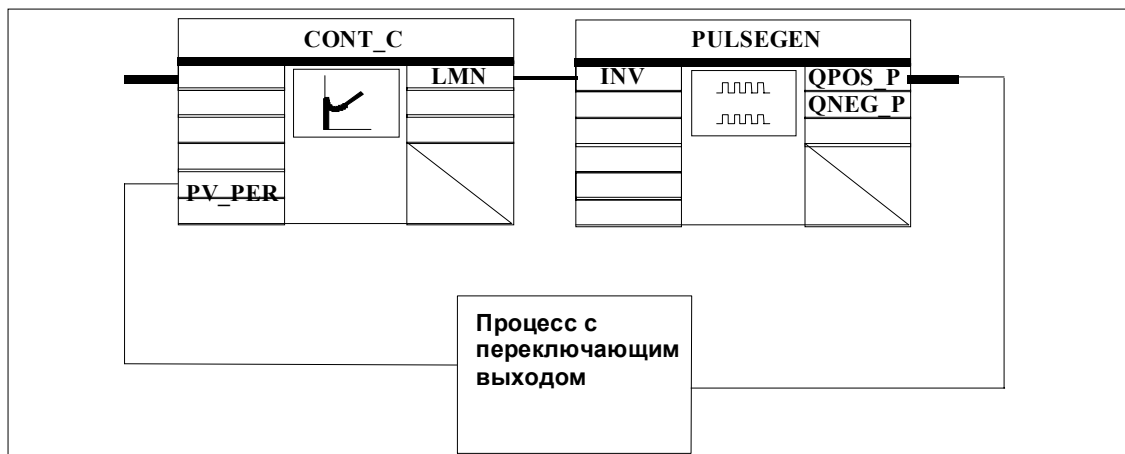 CONT_C
PULSEGEN
LMN
INV
QPOS_P
QNEG_P
PV_PER
Процесс с
переключающим
выходом